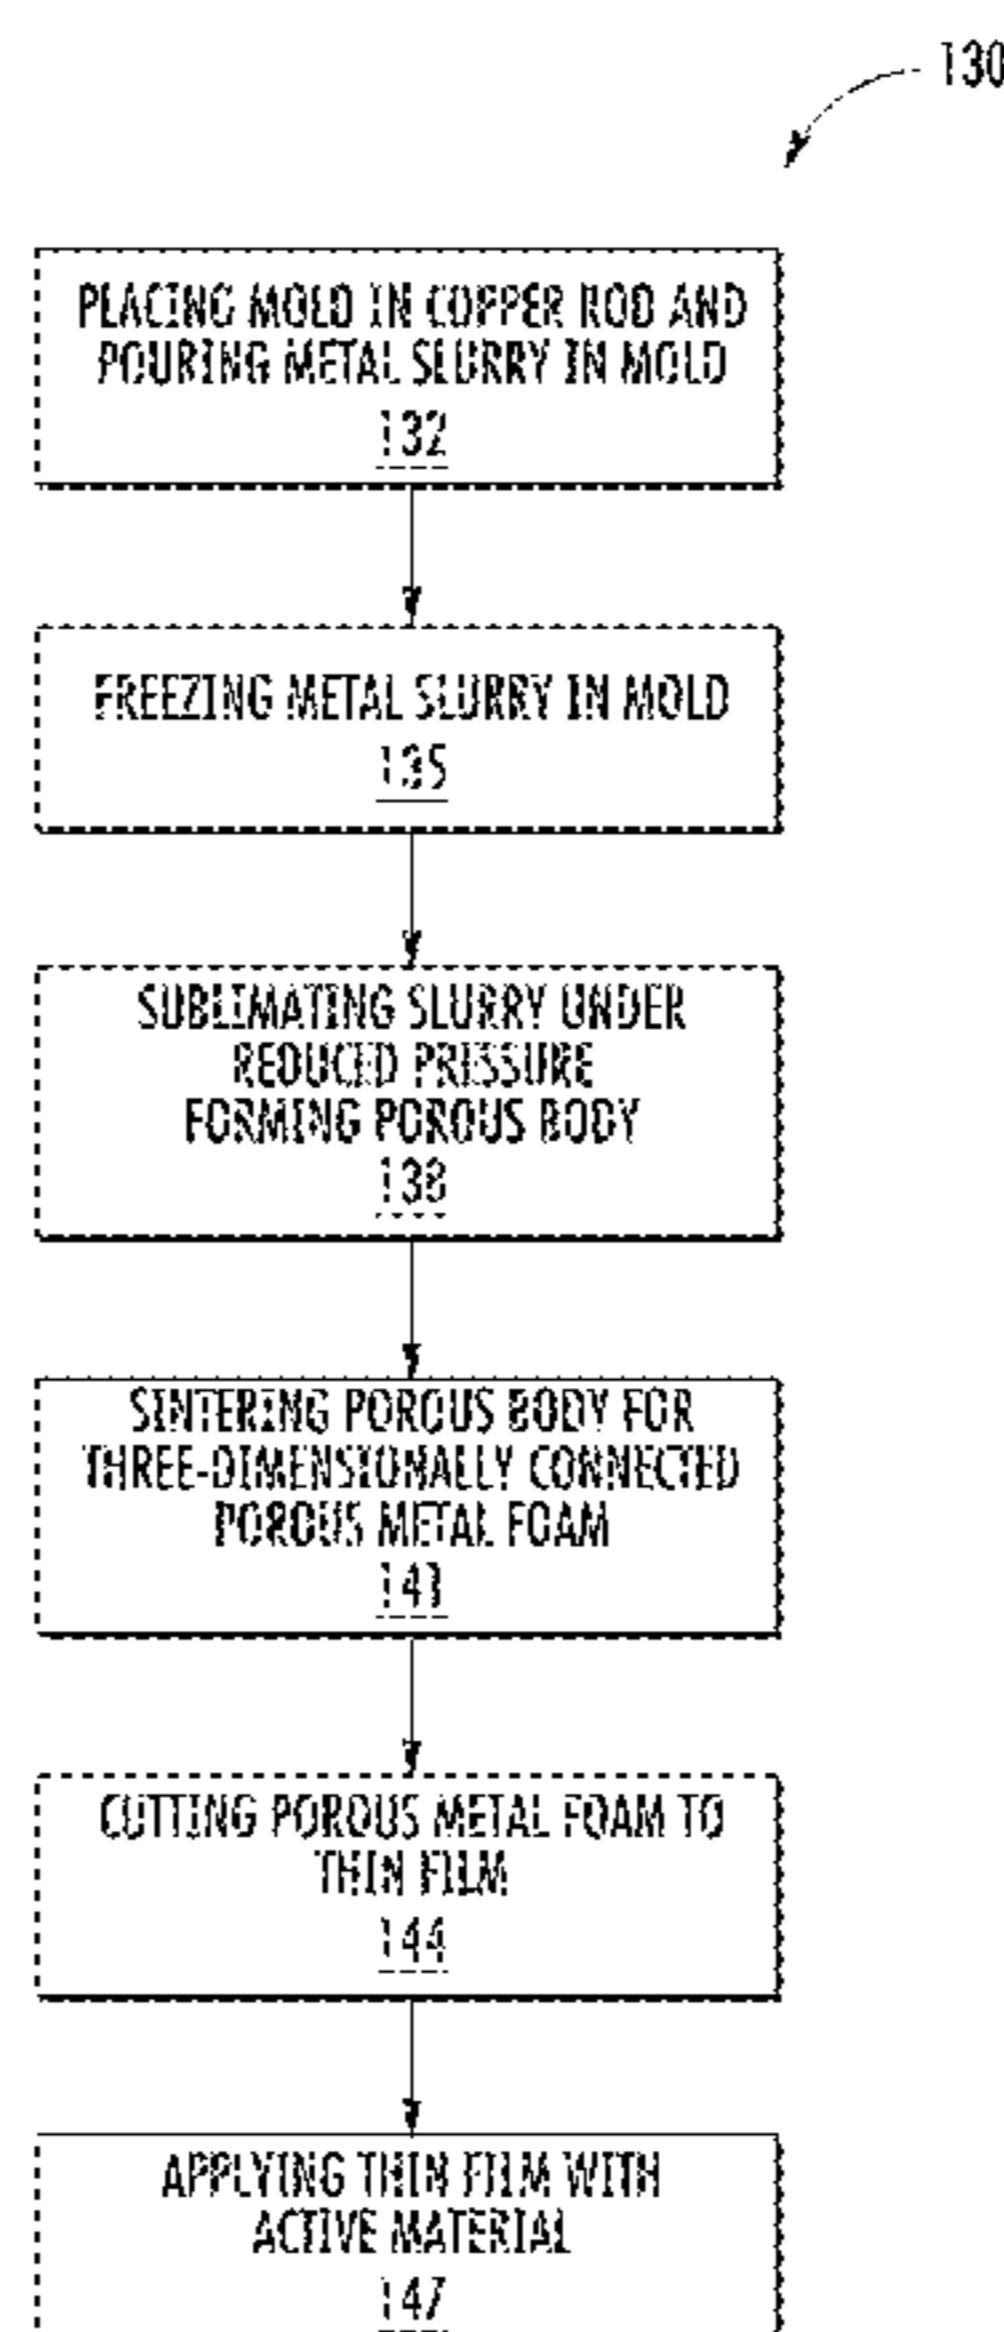 130
PLACING MOLD IN COPPER ROD AND
POURING METAL SLURRY IN MOLD
132
FREEZING METAL SLURRY IN MOLD
135
SUBLIMATING SLURRY UNDER
REDUCED PRESSURE
FORMING POROUS BODY
138
SINTERING POROUS BODY FOR
THREE-DIMENSIONALLY CONNECTED
POROUS METAL FOAM
141
CUTTING POROUS METAL FOAM TO
THIN FILM
144
APPLYING THIN FILM WITH
ACTIVE MATERIAL
147